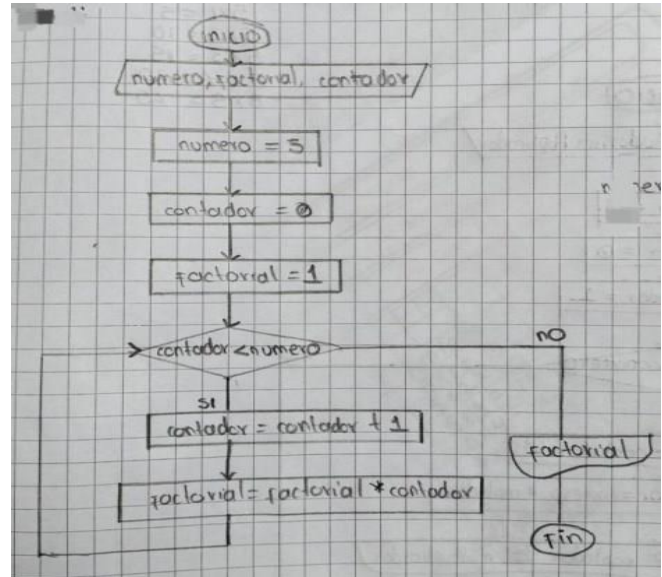 inicio
numero, factorial, contador
numero = 5
contador = 0
factorial = 1
contador < numero
no
si
contador = contador + 1
factorial
factorial = factorial * contador
Fin